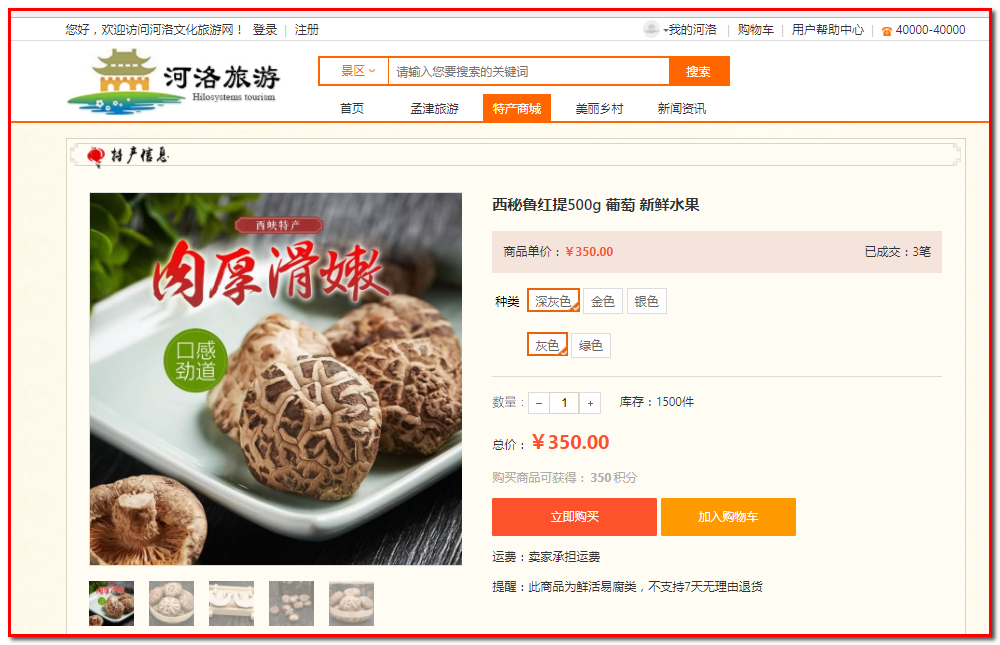 您好，欢迎访问河洛文化旅游网！ 登录 | 注册
我的河洛 | 购物车 | 用户帮助中心 | 40000-40000
河洛旅游
Hilosystems tourism
景区 请输入您要搜索的关键词 搜索
首页 孟津旅游 特产商城 美丽乡村 新闻资讯
特产信息
西峡特产
肉厚滑嫩
口感
劲道
西秘鲁红提500g 葡萄 新鲜水果
商品单价：￥350.00 已成交：3笔
种类 深灰色 金色 银色
灰色 绿色
数量： − 1 + 库存：1500件
总价：￥350.00
购买商品可获得：350积分
立即购买 加入购物车
运费：卖家承担运费
提醒：此商品为鲜活易腐类，不支持7天无理由退货